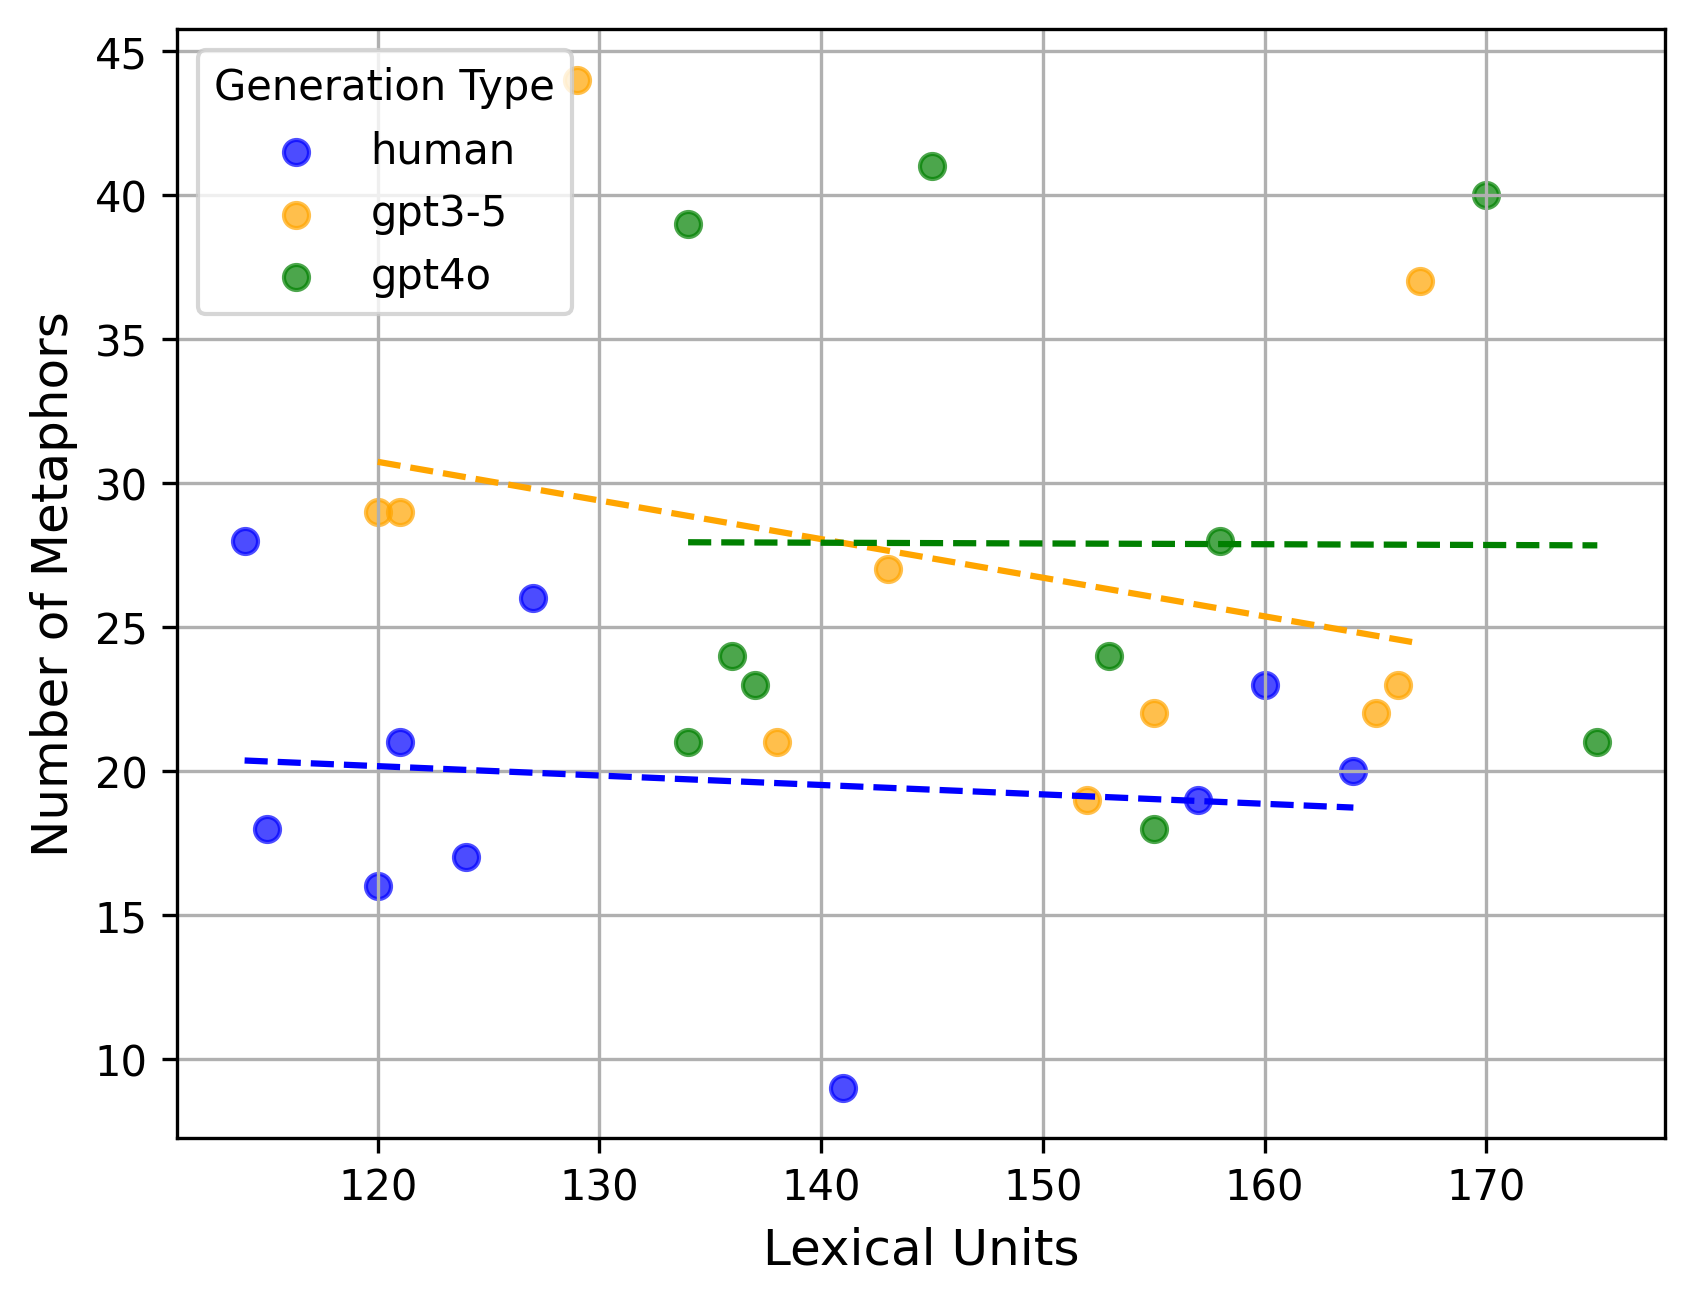 Generation Type
human
gpt3-5
gpt4o
45
40
35
30
25
20
15
10
Number of Metaphors
120 130 140 150 160 170
Lexical Units